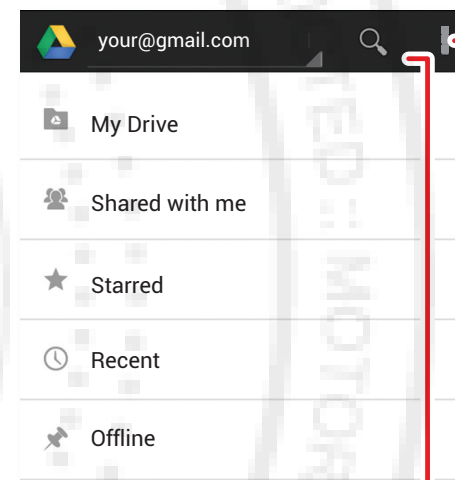 your@gmail.com
My Drive
Shared with me
Starred
Recent
Offline